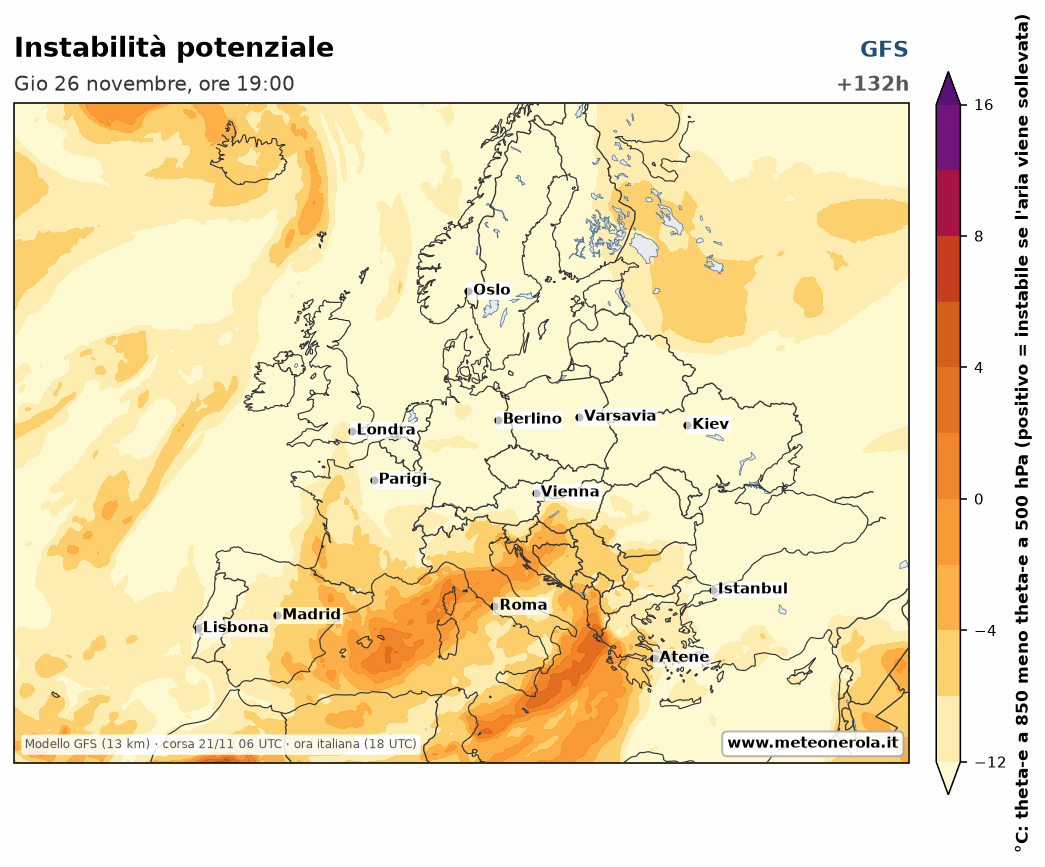 Instabilità potenziale
GFS
Gio 26 novembre, ore 19:00
+132h
Oslo
Berlino
Varsavia
Kiev
Londra
Parigi
Vienna
Istanbul
Roma
Madrid
Lisbona
Atene
Modello GFS (13 km) · corsa 21/11 06 UTC · ora italiana (18 UTC)
www.meteonerola.it
16
8
4
0
−4
−12
°C: theta-e a 850 meno theta-e a 500 hPa (positivo = instabile se l'aria viene sollevata)